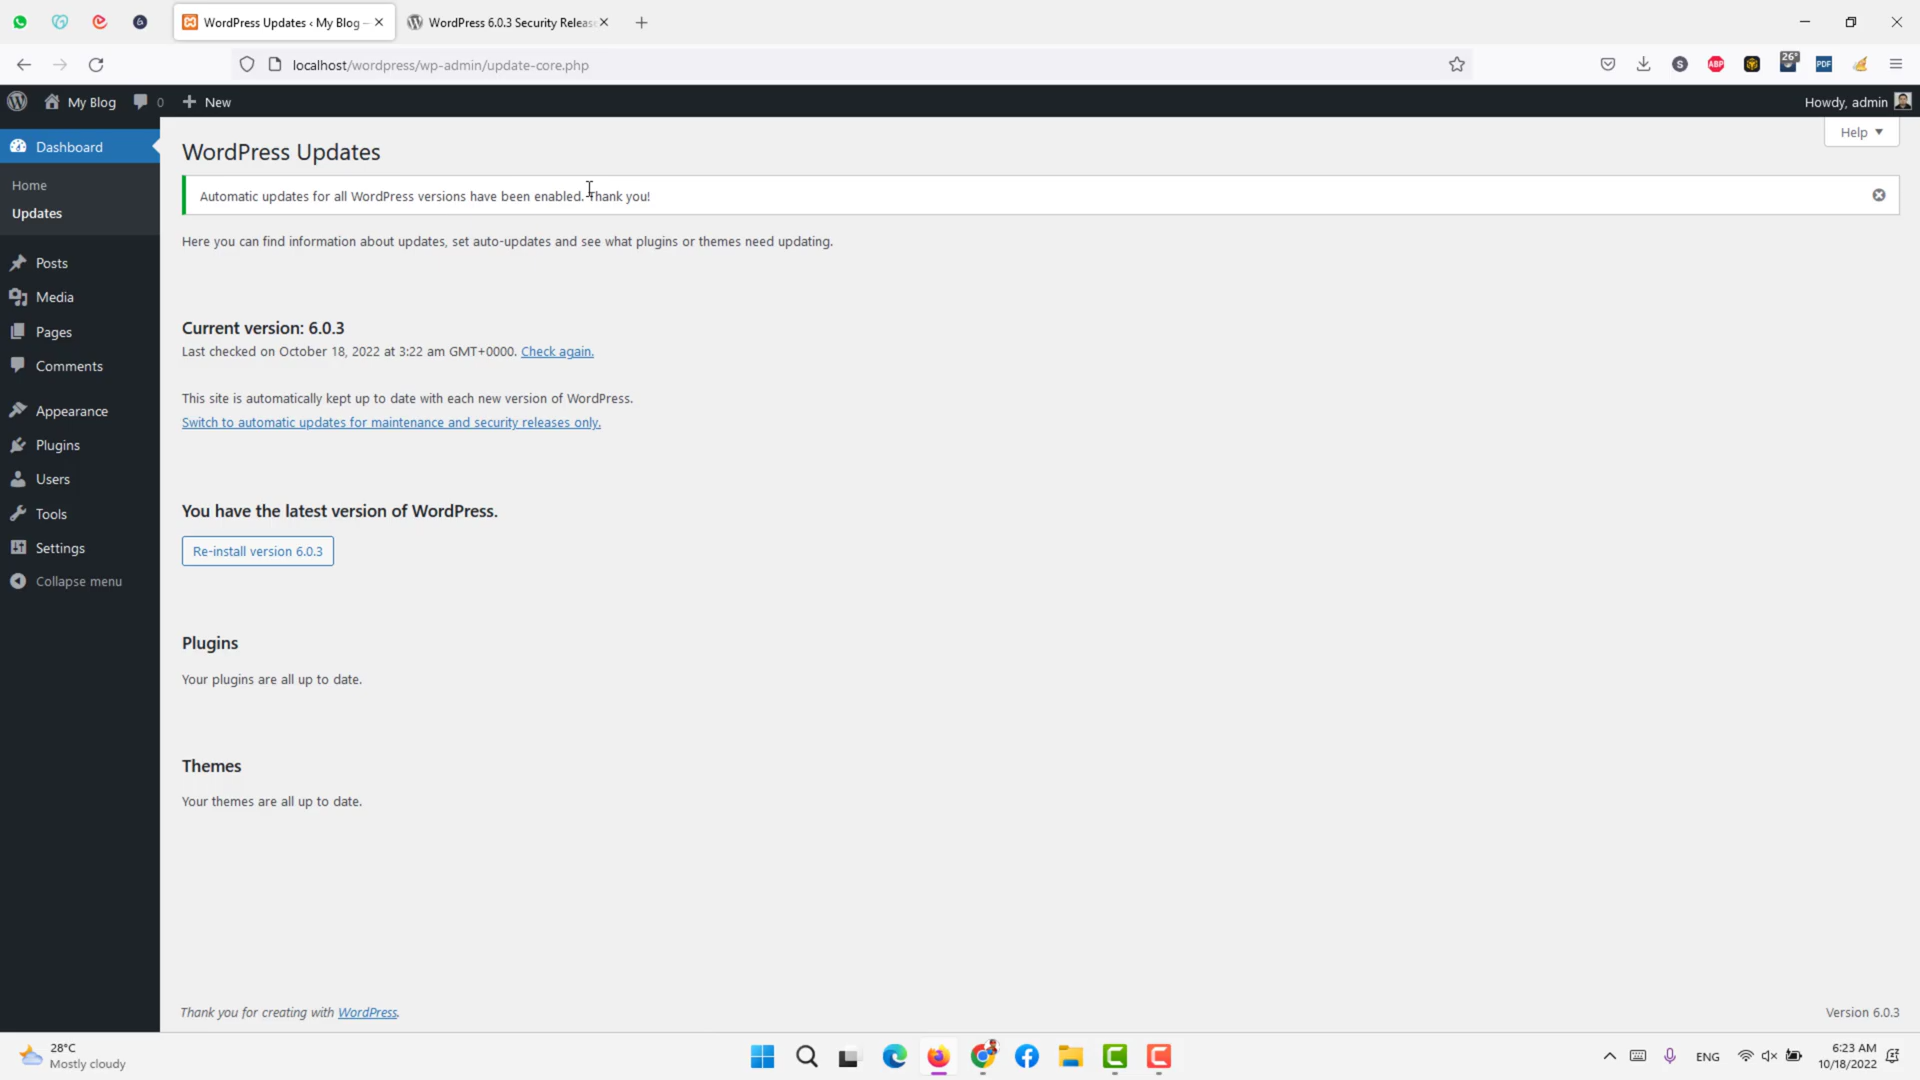 WordPress Updates ‹ My Blog –
WordPress 6.0.3 Security Releas
localhost/wordpress/wp-admin/update-core.php
S
ABP
26°
PDF
My Blog
0
New
Howdy, admin
Help
Dashboard
Home
Updates
Posts
Media
Pages
Comments
Appearance
Plugins
Users
Tools
Settings
Collapse menu
WordPress Updates
Automatic updates for all WordPress versions have been enabled. Thank you!
Here you can find information about updates, set auto-updates and see what plugins or themes need updating.
Current version: 6.0.3
Last checked on October 18, 2022 at 3:22 am GMT+0000. Check again.
This site is automatically kept up to date with each new version of WordPress.
Switch to automatic updates for maintenance and security releases only.
You have the latest version of WordPress.
Re-install version 6.0.3
Plugins
Your plugins are all up to date.
Themes
Your themes are all up to date.
Thank you for creating with WordPress.
Version 6.0.3
28°C
Mostly cloudy
ENG
6:23 AM
10/18/2022